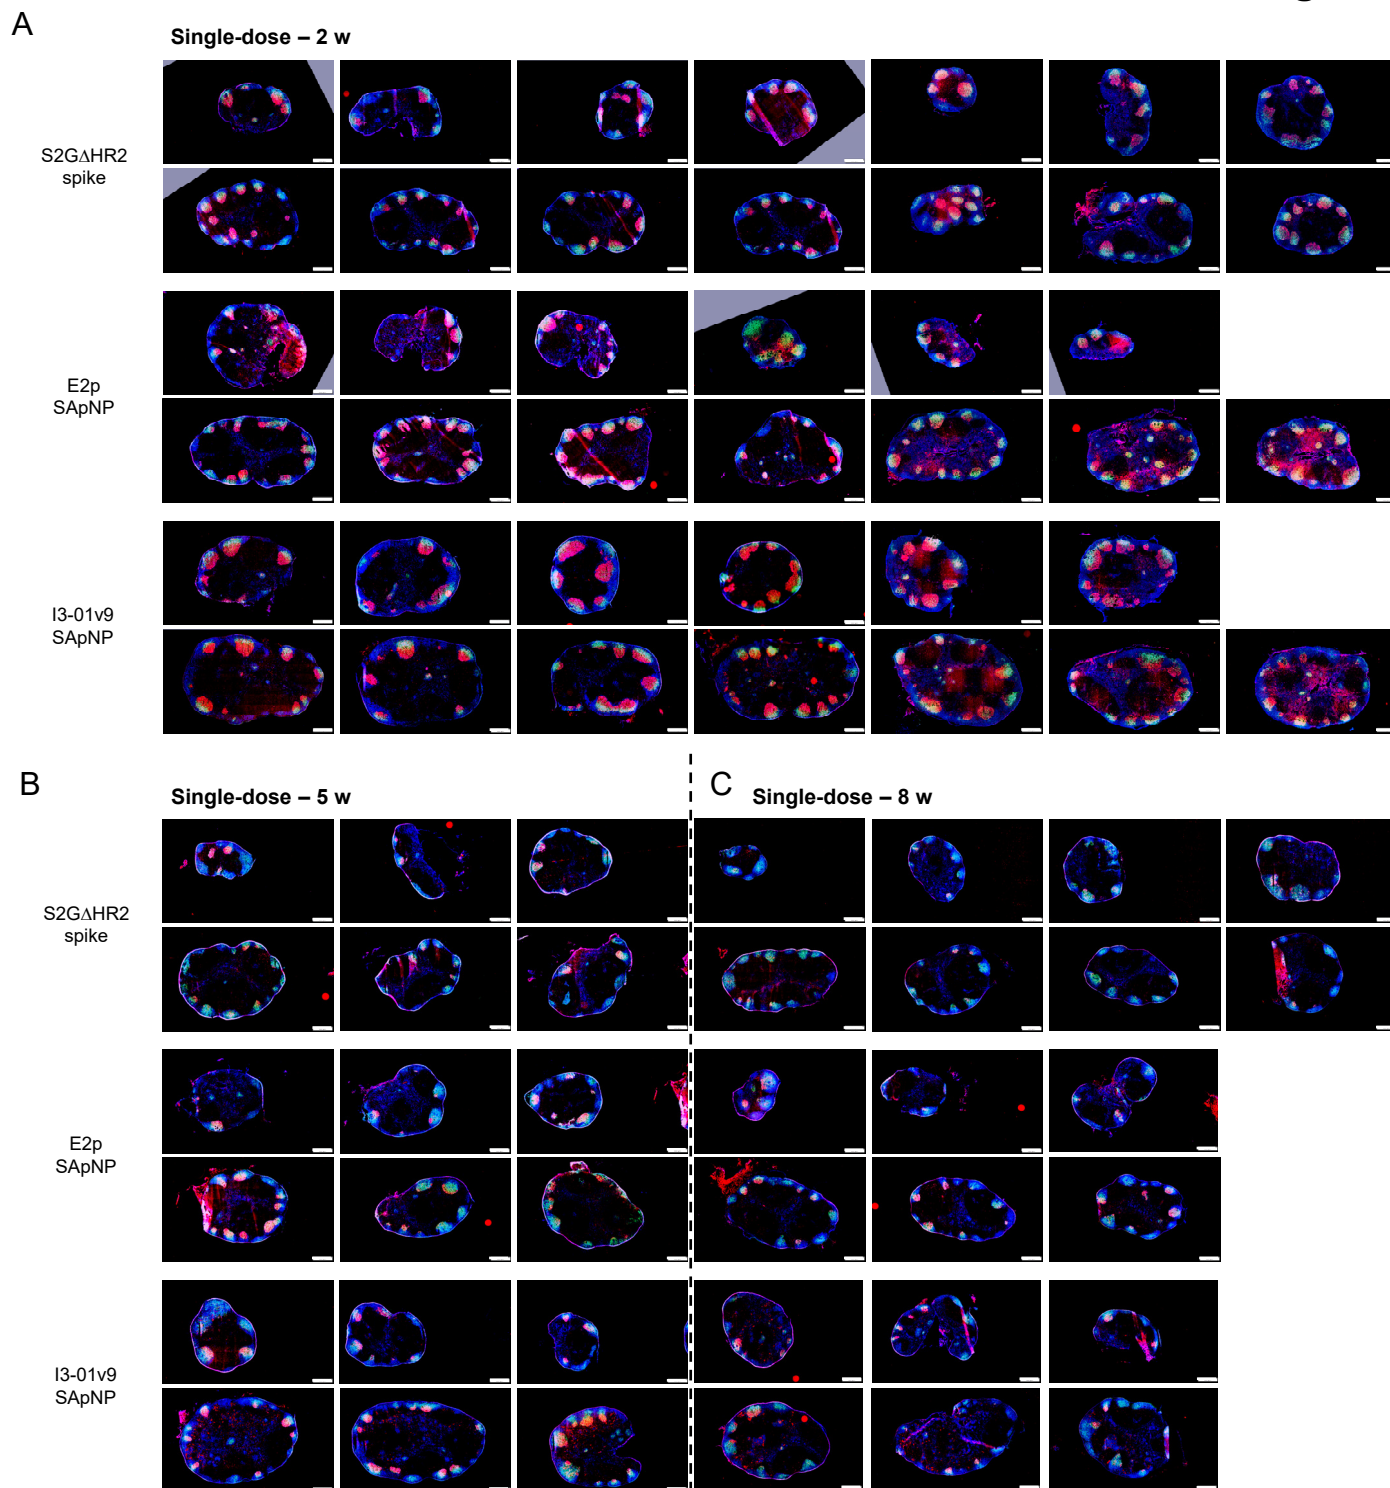 A
Single-dose – 2 w
S2GΔHR2
spike
E2p
SApNP
I3-01v9
SApNP
B
Single-dose – 5 w
C
Single-dose – 8 w
S2GΔHR2
spike
E2p
SApNP
I3-01v9
SApNP